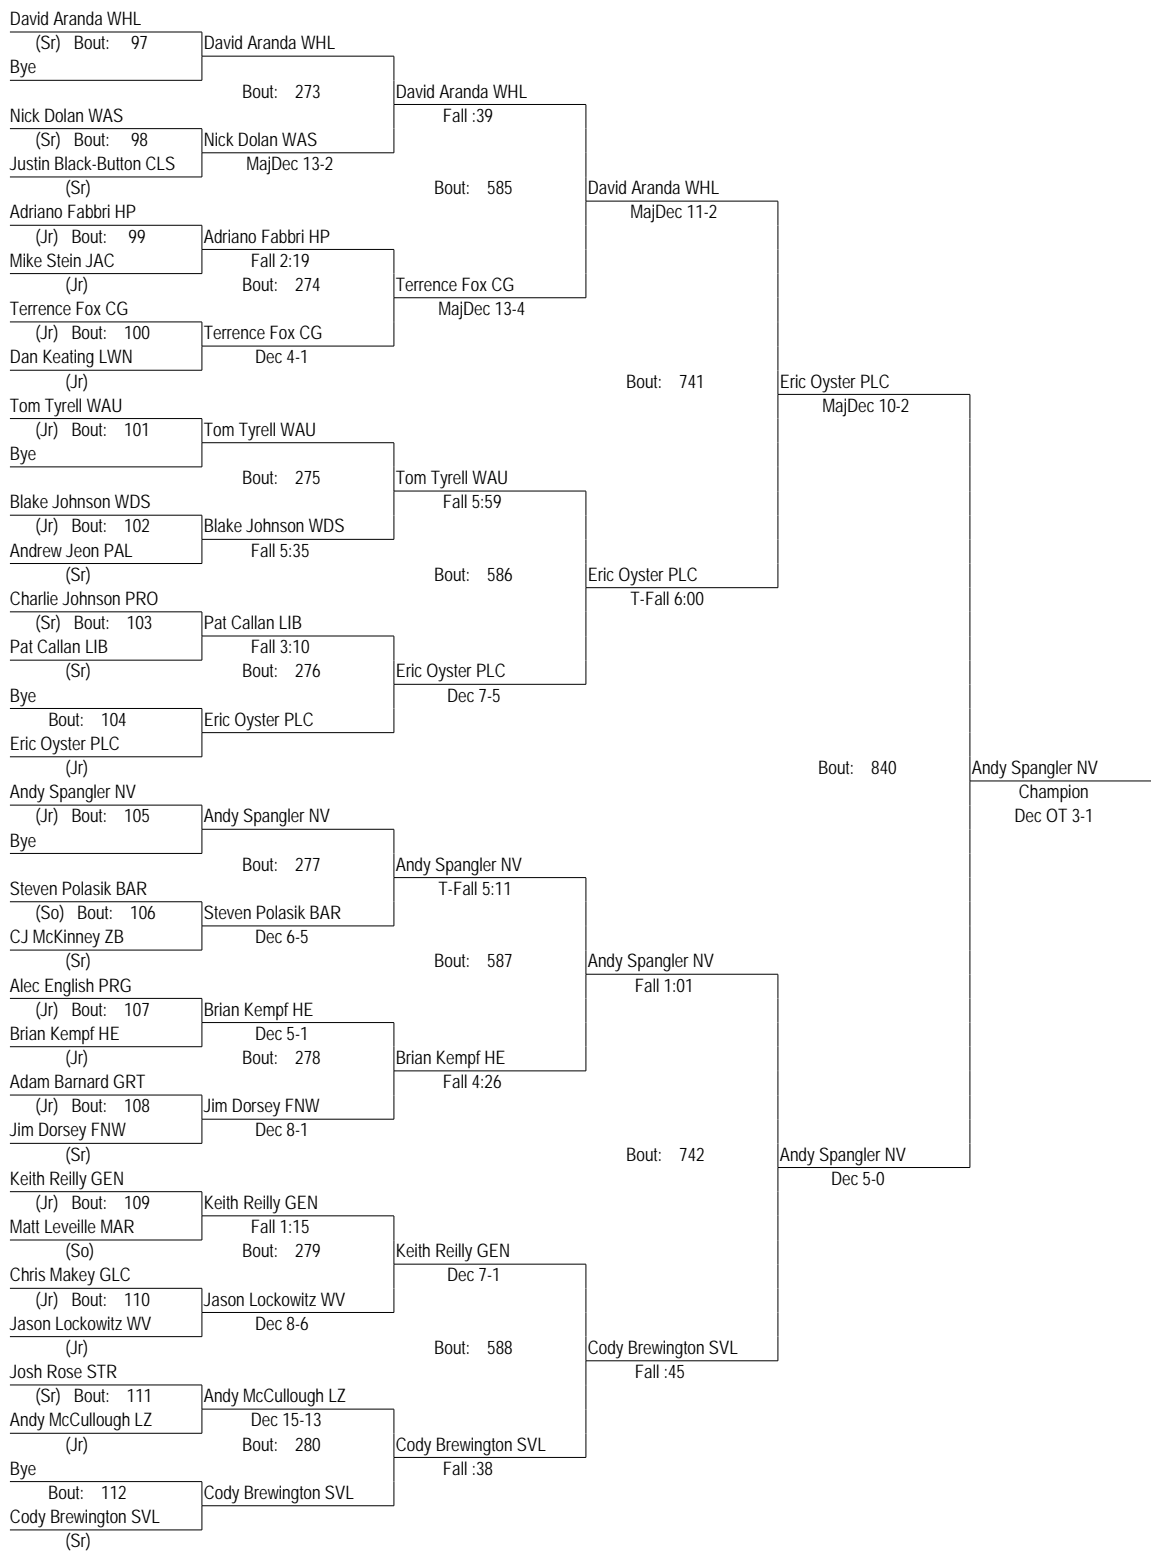 David Aranda WHL
(Sr) Bout: 97
David Aranda WHL
Bye
Bout: 273
David Aranda WHL
Nick Dolan WAS
Fall :39
(Sr) Bout: 98
Nick Dolan WAS
Justin Black-Button CLS
MajDec 13-2
(Sr)
Bout: 585
David Aranda WHL
Adriano Fabbri HP
MajDec 11-2
(Jr) Bout: 99
Adriano Fabbri HP
Mike Stein JAC
Fall 2:19
(Jr)
Bout: 274
Terrence Fox CG
Terrence Fox CG
MajDec 13-4
(Jr) Bout: 100
Terrence Fox CG
Dan Keating LWN
Dec 4-1
(Jr)
Bout: 741
Eric Oyster PLC
Tom Tyrell WAU
MajDec 10-2
(Jr) Bout: 101
Tom Tyrell WAU
Bye
Bout: 275
Tom Tyrell WAU
Blake Johnson WDS
Fall 5:59
(Jr) Bout: 102
Blake Johnson WDS
Andrew Jeon PAL
Fall 5:35
(Sr)
Bout: 586
Eric Oyster PLC
Charlie Johnson PRO
T-Fall 6:00
(Sr) Bout: 103
Pat Callan LIB
Pat Callan LIB
Fall 3:10
(Sr)
Bout: 276
Eric Oyster PLC
Bye
Dec 7-5
Bout: 104
Eric Oyster PLC
Eric Oyster PLC
(Jr)
Bout: 840
Andy Spangler NV
Andy Spangler NV
Champion
(Jr) Bout: 105
Andy Spangler NV
Dec OT 3-1
Bye
Bout: 277
Andy Spangler NV
Steven Polasik BAR
T-Fall 5:11
(So) Bout: 106
Steven Polasik BAR
CJ McKinney ZB
Dec 6-5
(Sr)
Bout: 587
Andy Spangler NV
Alec English PRG
Fall 1:01
(Jr) Bout: 107
Brian Kempf HE
Brian Kempf HE
Dec 5-1
(Jr)
Bout: 278
Brian Kempf HE
Adam Barnard GRT
Fall 4:26
(Jr) Bout: 108
Jim Dorsey FNW
Jim Dorsey FNW
Dec 8-1
(Sr)
Bout: 742
Andy Spangler NV
Keith Reilly GEN
Dec 5-0
(Jr) Bout: 109
Keith Reilly GEN
Matt Leveille MAR
Fall 1:15
(So)
Bout: 279
Keith Reilly GEN
Chris Makey GLC
Dec 7-1
(Jr) Bout: 110
Jason Lockowitz WV
Jason Lockowitz WV
Dec 8-6
(Jr)
Bout: 588
Cody Brewington SVL
Josh Rose STR
Fall :45
(Sr) Bout: 111
Andy McCullough LZ
Andy McCullough LZ
Dec 15-13
(Jr)
Bout: 280
Cody Brewington SVL
Bye
Fall :38
Bout: 112
Cody Brewington SVL
Cody Brewington SVL
(Sr)